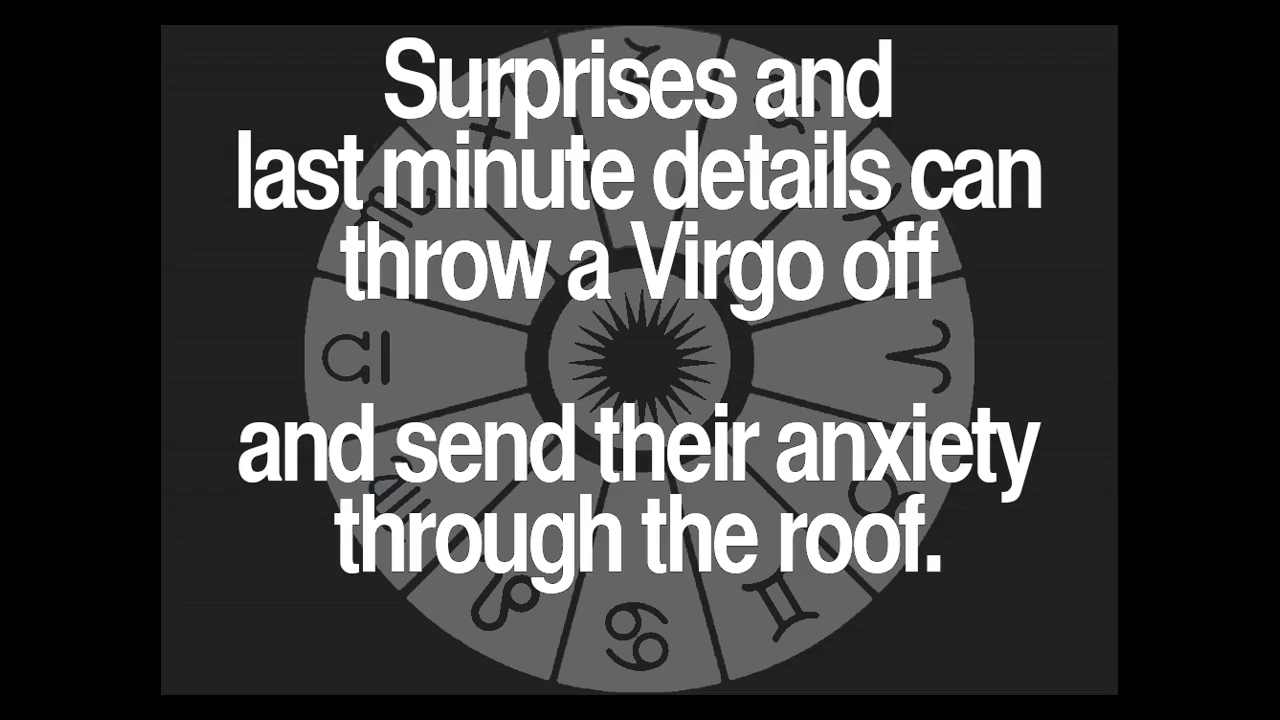 Surprises and
last minute details can
throw a Virgo off
and send their anxiety
through the roof.